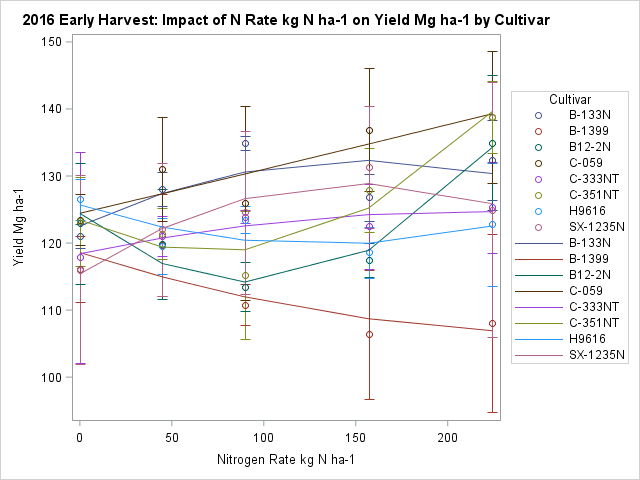 2016 Early Harvest: Impact of N Rate kg N ha-1 on Yield Mg ha-1 by Cultivar
150
140
130
120
110
100
Yield Mg ha-1
0 50 100 150 200
Nitrogen Rate kg N ha-1
Cultivar
B-133N
B-1399
B12-2N
C-059
C-333NT
C-351NT
H9616
SX-1235N
B-133N
B-1399
B12-2N
C-059
C-333NT
C-351NT
H9616
SX-1235N